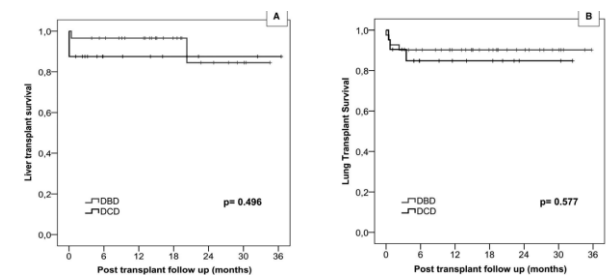 A
Liver transplant survival
1,0
0,8
0,6
0,4
0,2
0,0
DBD
DCD
p= 0.496
0 6 12 18 24 30 36
Post transplant follow up (months)
B
Lung Transplant Survival
1,0
0,8
0,6
0,4
0,2
0,0
DBD
DCD
p= 0.577
0 6 12 18 24 30 36
Post transplant follow up (months)